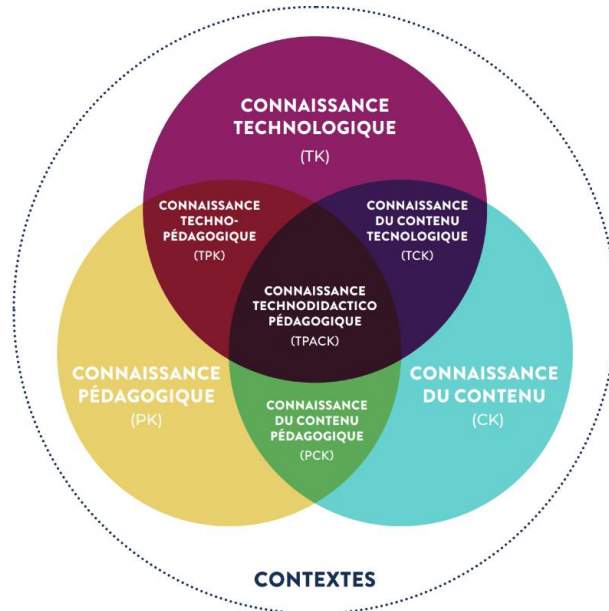 CONNAISSANCE
TECHNOLOGIQUE
(TK)
CONNAISSANCE
TECHNO-
PÉDAGOGIQUE
(TPK)
CONNAISSANCE
DU CONTENU
TECNOLOGIQUE
(TCK)
CONNAISSANCE
TECHNODIDACTICO
PÉDAGOGIQUE
(TPACK)
CONNAISSANCE
PÉDAGOGIQUE
(PK)
CONNAISSANCE
DU CONTENU
(CK)
CONNAISSANCE
DU CONTENU
PÉDAGOGIQUE
(PCK)
CONTEXTES